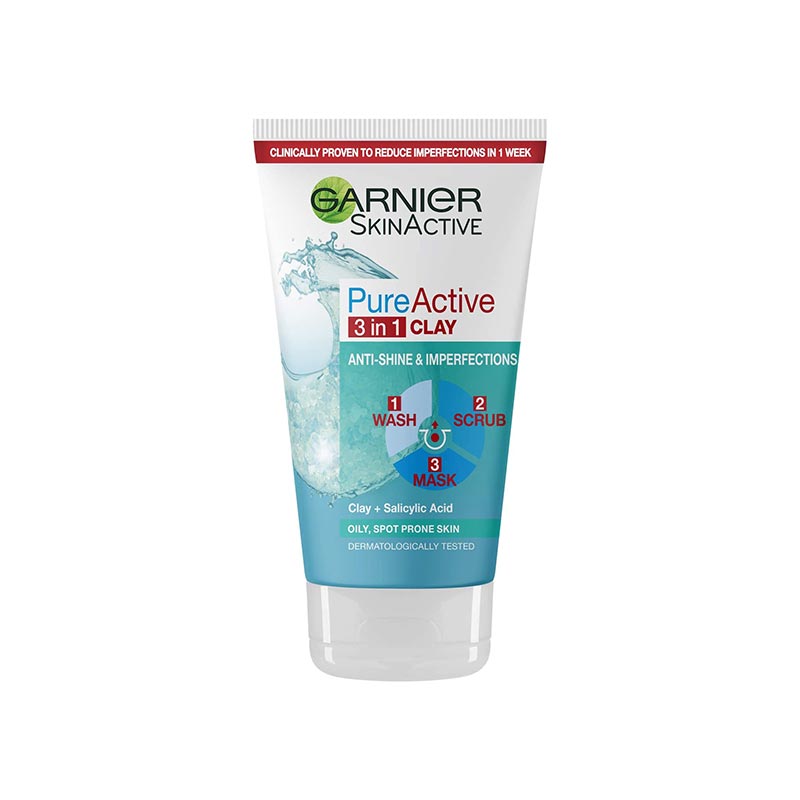 CLINICALLY PROVEN TO REDUCE IMPERFECTIONS IN 1 WEEK
GARNIER
SKINACTIVE
PureActive
3 in 1 CLAY
ANTI-SHINE & IMPERFECTIONS
1
WASH
2
SCRUB
3
MASK
Clay + Salicylic Acid
OILY, SPOT PRONE SKIN
DERMATOLOGICALLY TESTED